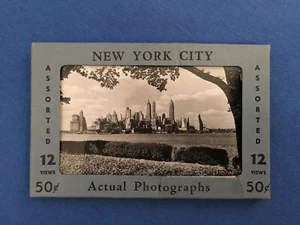 NEW YORK CITY
ASSORTED
12
VIEWS
50¢
ASSORTED
12
VIEWS
50¢
Actual Photographs